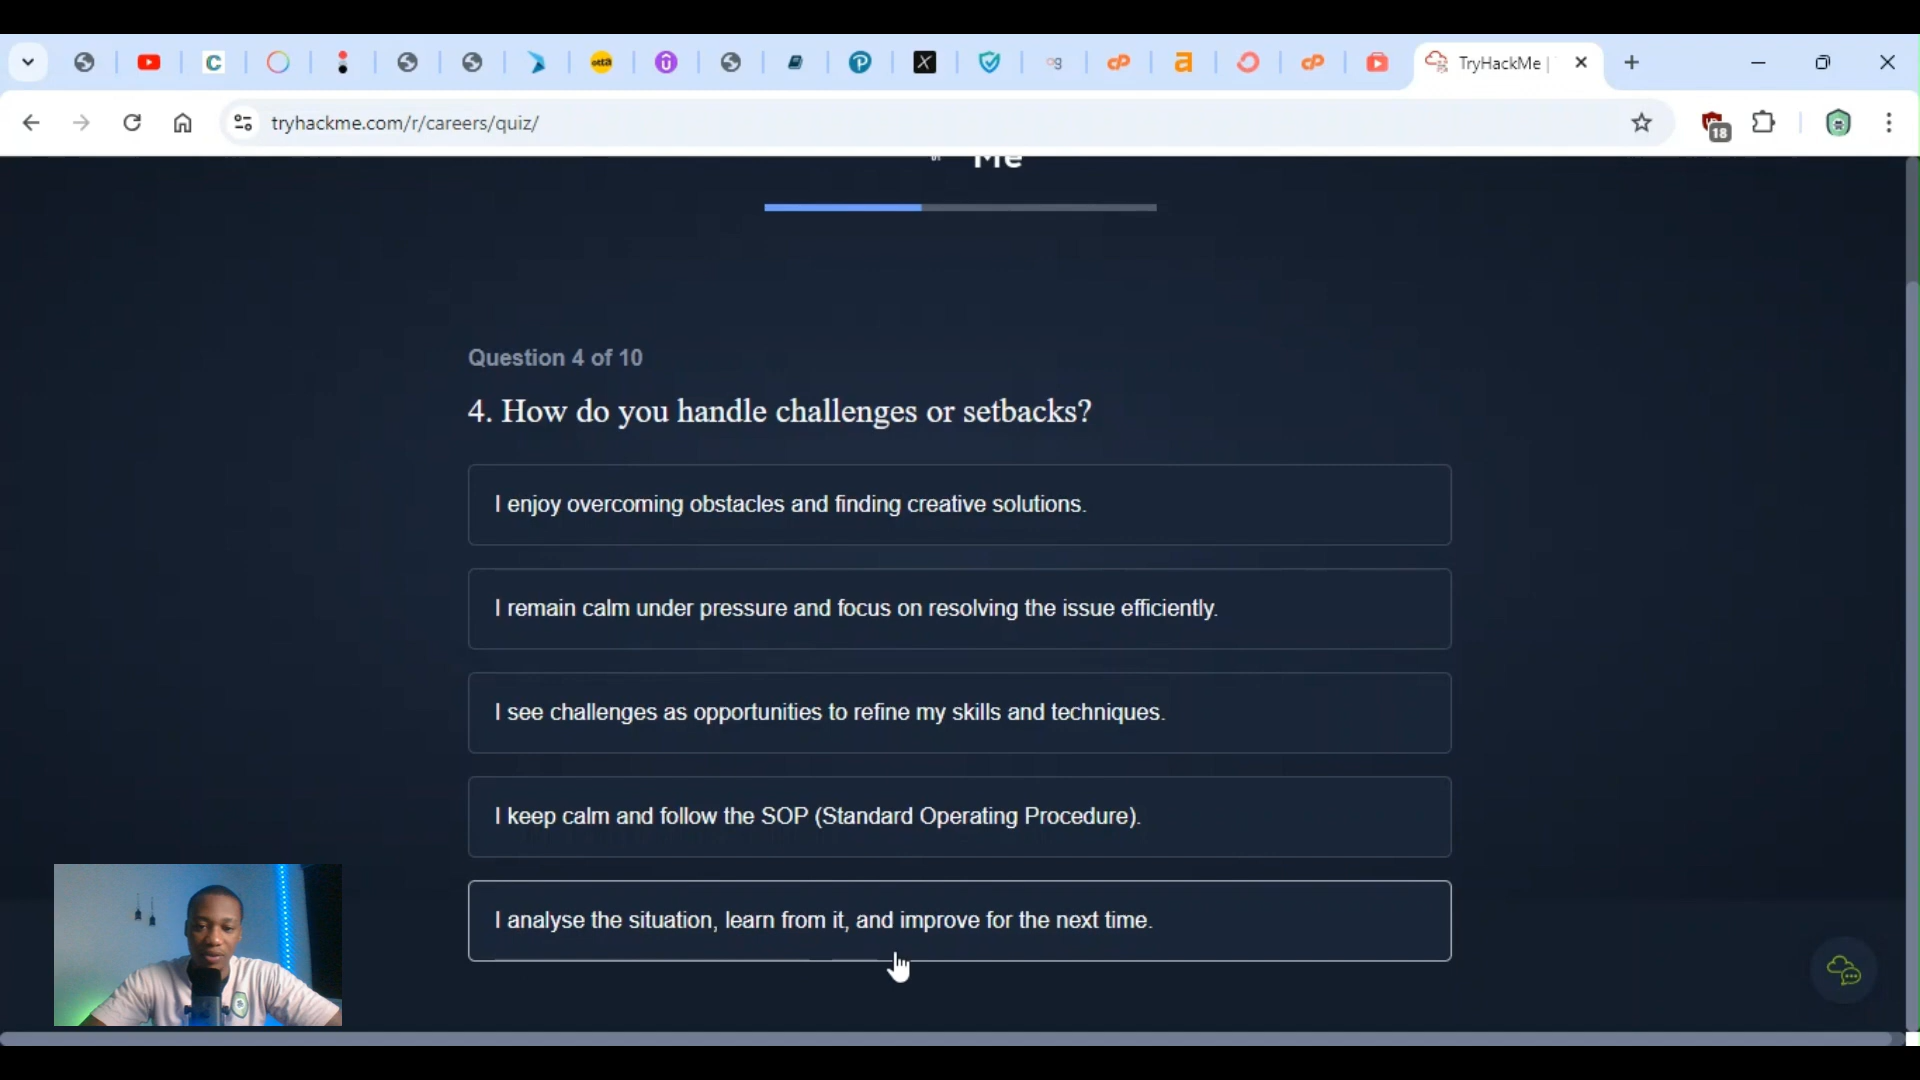 TryHackMe |
tryhackme.com/r/careers/quiz/
18
Me
Question 4 of 10
4. How do you handle challenges or setbacks?
I enjoy overcoming obstacles and finding creative solutions.
I remain calm under pressure and focus on resolving the issue efficiently.
I see challenges as opportunities to refine my skills and techniques.
I keep calm and follow the SOP (Standard Operating Procedure).
I analyse the situation, learn from it, and improve for the next time.